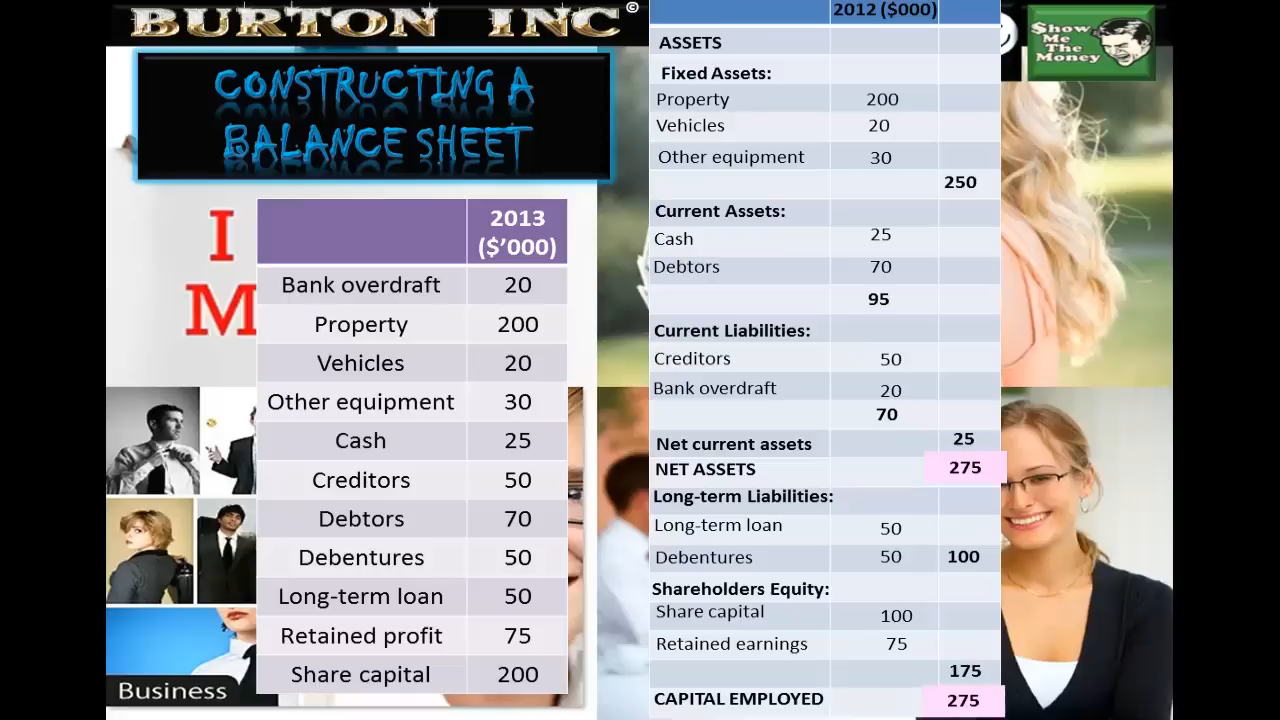 BURTON INC ©
CONSTRUCTING A
BALANCE SHEET
I
M
2013
($’000)
Bank overdraft 20
Property 200
Vehicles 20
Other equipment 30
Cash 25
Creditors 50
Debtors 70
Debentures 50
Long-term loan 50
Retained profit 75
Share capital 200
Business
2012 ($000)
ASSETS
Fixed Assets:
Property 200
Vehicles 20
Other equipment 30
250
Current Assets:
Cash 25
Debtors 70
95
Current Liabilities:
Creditors 50
Bank overdraft 20
70
Net current assets 25
NET ASSETS 275
Long-term Liabilities:
Long-term loan 50
Debentures 50 100
Shareholders Equity:
Share capital 100
Retained earnings 75
175
CAPITAL EMPLOYED 275
$how
Me
The
Money